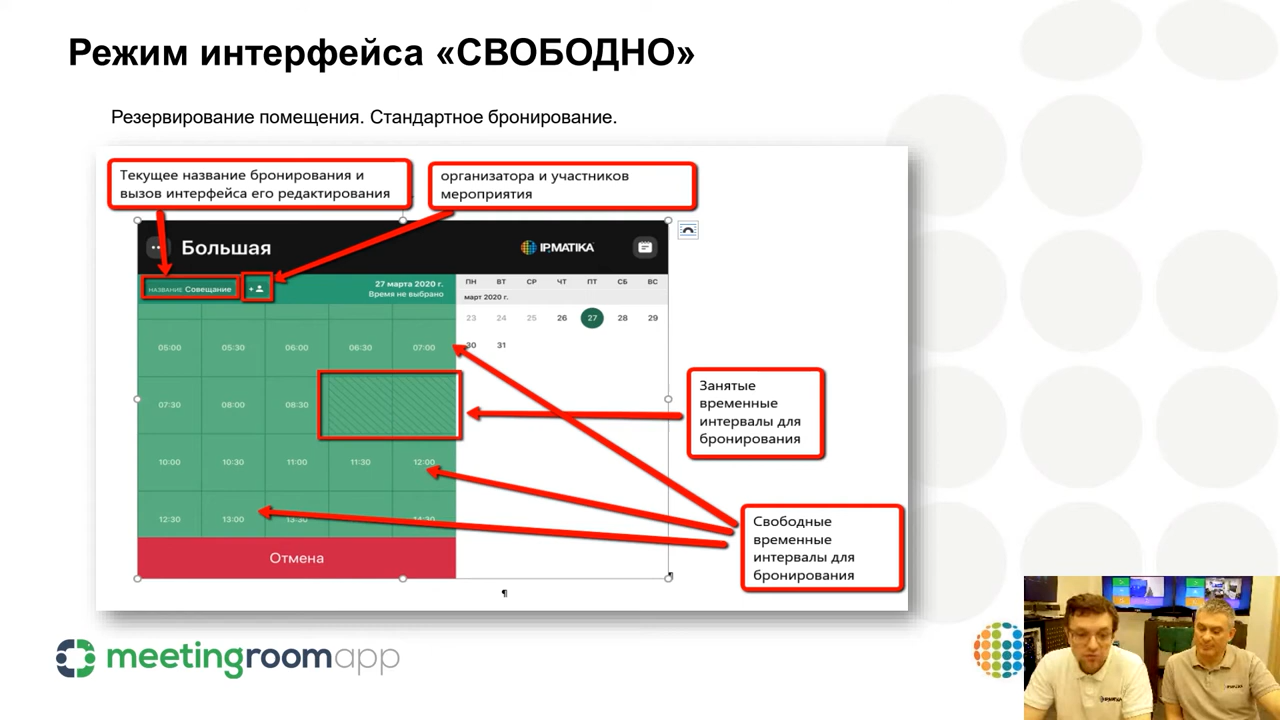 Режим интерфейса «СВОБОДНО»
Резервирование помещения. Стандартное бронирование.
Текущее название бронирования и
вызов интерфейса его редактирования
организатора и участников
мероприятия
Большая
IPMATIKA
НАЗВАНИЕ Совещание
+
27 марта 2020 г.
Время не выбрано
ПН ВТ СР ЧТ ПТ СБ ВС
март 2020 г.
23 24 25 26 27 28 29
30 31
05:00 05:30 06:00 06:30 07:00
07:30 08:00 08:30
10:00 10:30 11:00 11:30 12:00
12:30 13:00 13:30 14:30
Отмена
Занятые
временные
интервалы для
бронирования
Свободные
временные
интервалы для
бронирования
¶
¶
meetingroomapp